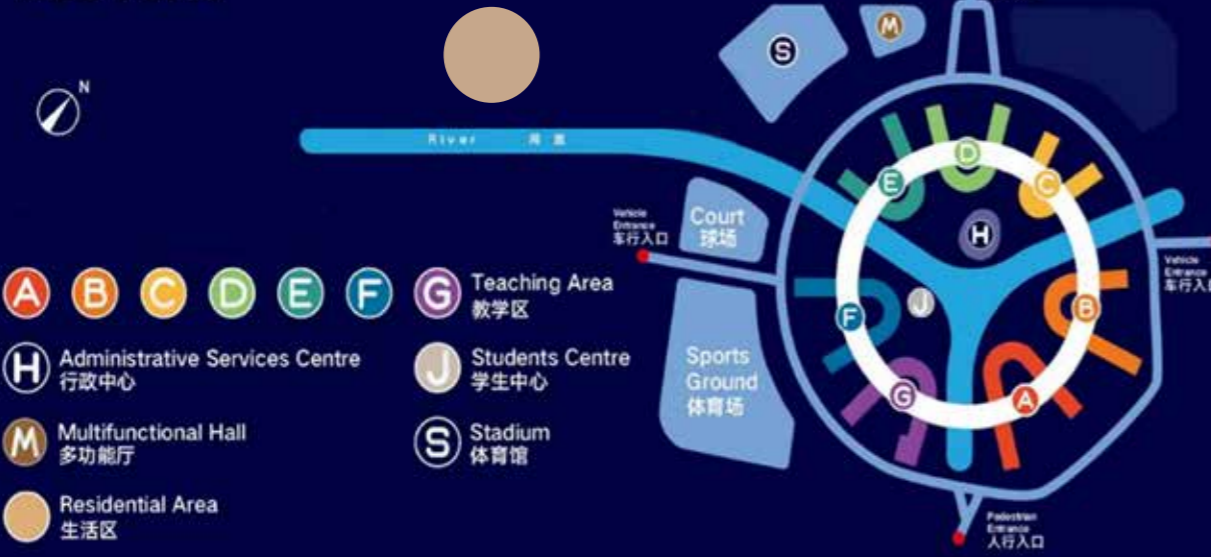 N
S
M
River 河流
D
E
C
Vehicle
Entrance
车行入口
Court
球场
H
Vehicle
Entrance
车行入口
A B C D E F G Teaching Area
教学区
J
B
F
H Administrative Services Centre
行政中心
J Students Centre
学生中心
Sports
Ground
体育场
G
A
M Multifunctional Hall
多功能厅
S Stadium
体育馆
Residential Area
生活区
Pedestrian
Entrance
人行入口